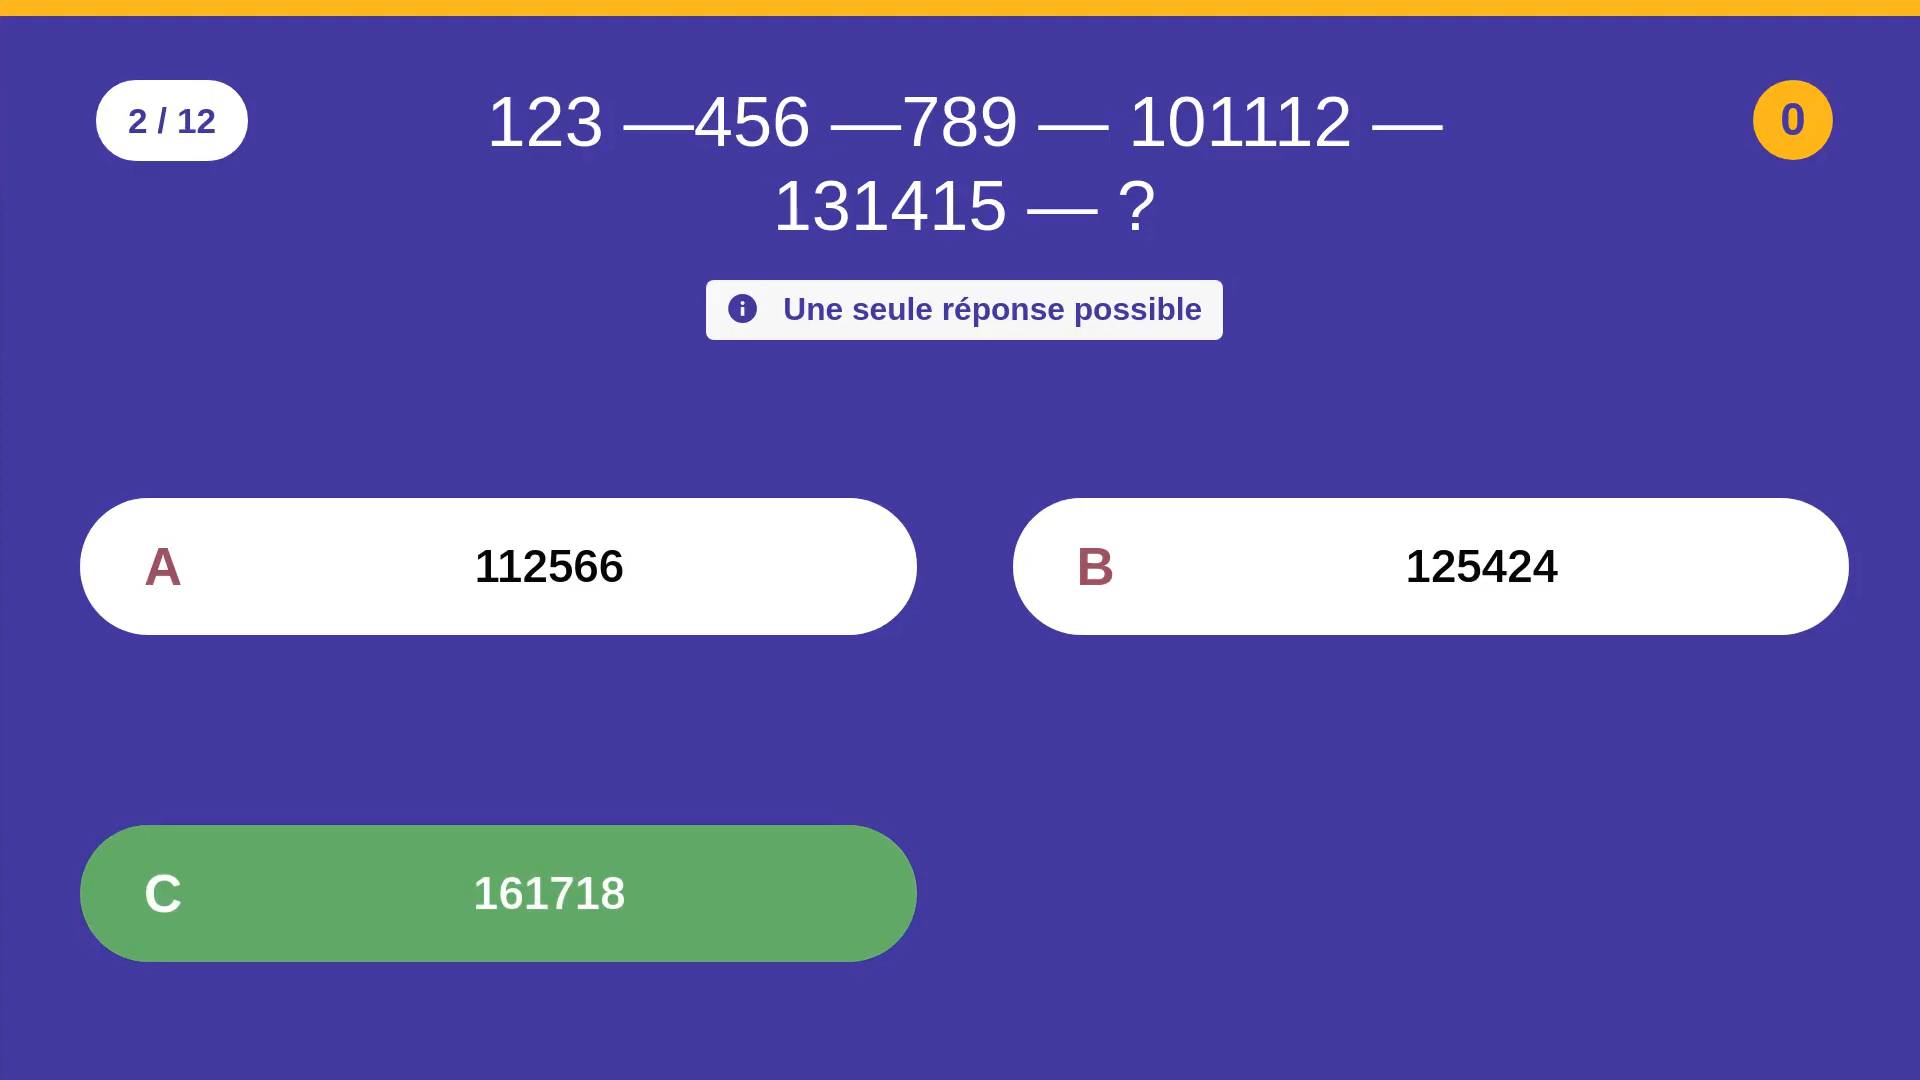 2 / 12
123 —456 —789 — 101112 —
131415 — ?
0
Une seule réponse possible
A 112566
B 125424
C 161718